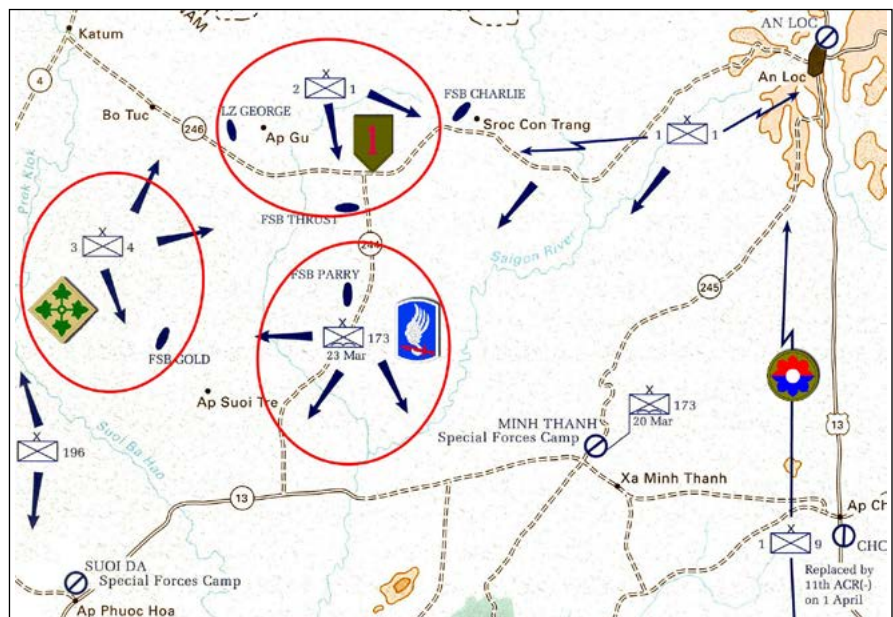 NAM
AN LOC
Katum
4
X
2 1
FSB CHARLIE
An Loc
LZ GEORGE
Bo Tuc
246
Ap Gu
1
Sroc Con Trang
X
1 1
Prek Klok
FSB THRUST
X
3 4
244
Saigon River
FSB PARRY
245
X
173
23 Mar
FSB GOLD
Ap Suoi Tre
X
173
20 Mar
MINH THANH
Special Forces Camp
13
X
196
Suoi Ba Hao
Xa Minh Thanh
13
Ap Ch
X
1 9
CHO
SUOI DA
Special Forces Camp
Replaced by
11th ACR(-)
on 1 April
Ap Phuoc Hoa